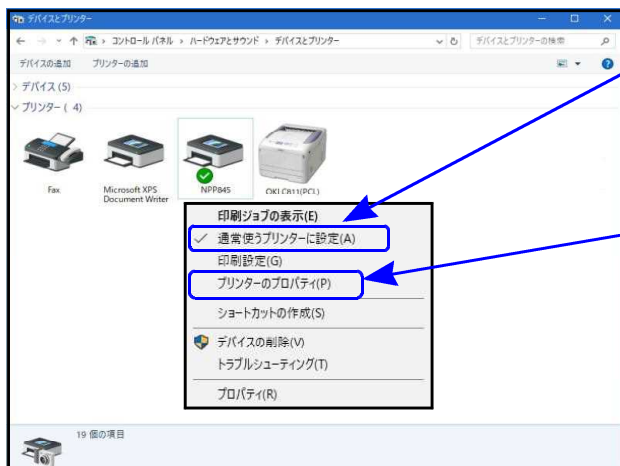 デバイスとプリンター
コントロール パネル › ハードウェアとサウンド › デバイスとプリンター
デバイスとプリンターの検索
デバイスの追加 プリンターの追加
デバイス (5)
プリンター ( 4)
Fax
Microsoft XPS
Document Writer
NPP845
OKI C811(PCL)
印刷ジョブの表示(E)
通常使うプリンターに設定(A)
印刷設定(G)
プリンターのプロパティ(P)
ショートカットの作成(S)
デバイスの削除(V)
トラブルシューティング(T)
プロパティ(R)
19 個の項目